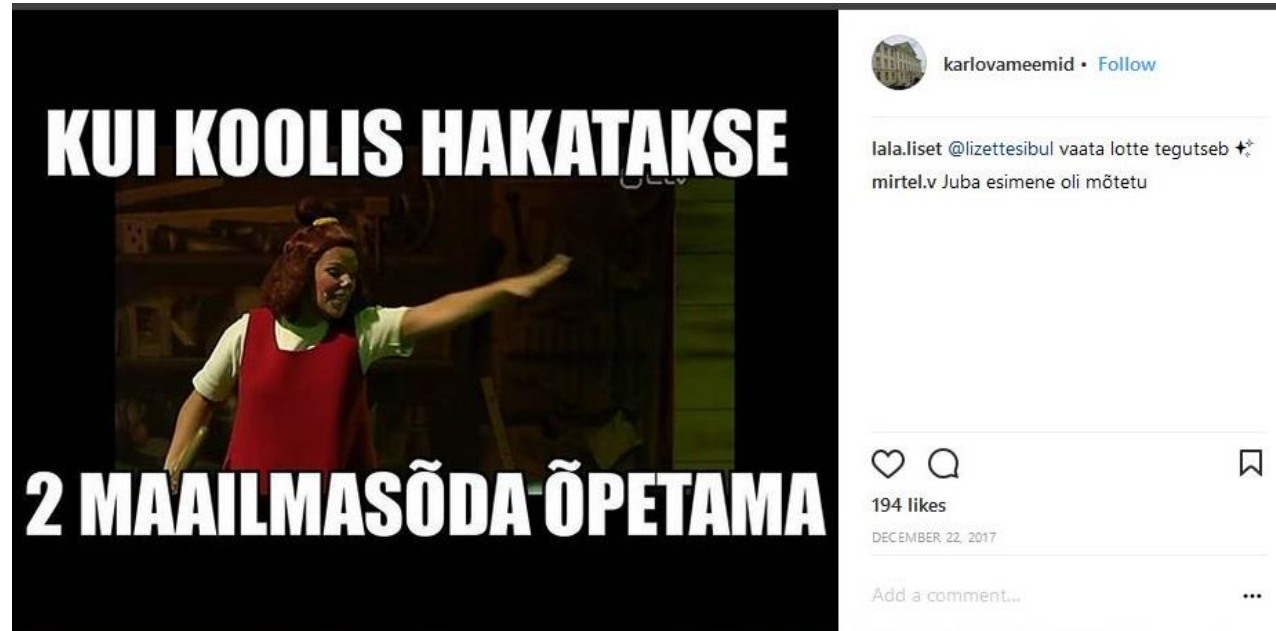 KUI KOOLIS HAKATAKSE
2 MAAILMASÕDA ÕPETAMA
karlovameemid • Follow
lala.liset @lizettesibul vaata lotte tegutseb
mirtel.v Juba esimene oli mõtetu
194 likes
DECEMBER 22, 2017
Add a comment...